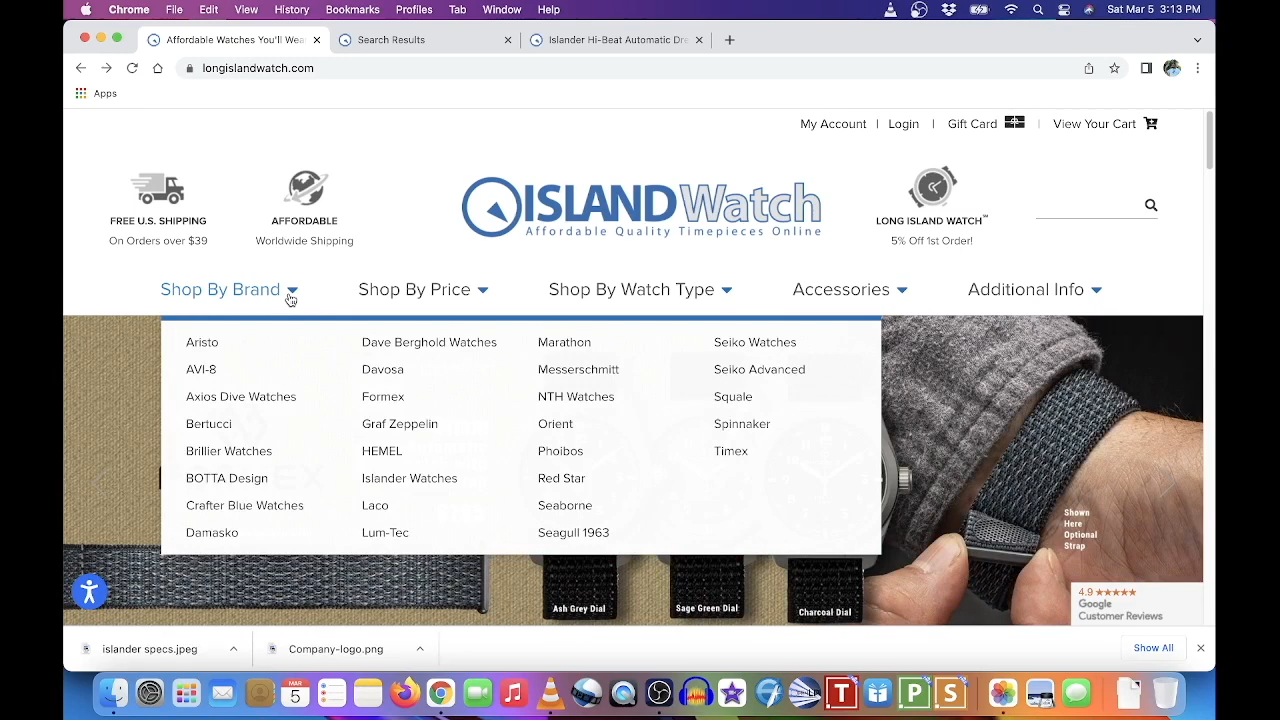 Chrome File Edit View History Bookmarks Profiles Tab Window Help Sat Mar 5 3:13 PM
Affordable Watches You'll Wea
Search Results
Islander Hi-Beat Automatic Dre
longislandwatch.com
Apps
My Account | Login | Gift Card | View Your Cart
FREE U.S. SHIPPING
On Orders over $39
AFFORDABLE
Worldwide Shipping
ISLANDWatch
Affordable Quality Timepieces Online
LONG ISLAND WATCH℠
5% Off 1st Order!
Shop By Brand Shop By Price Shop By Watch Type Accessories Additional Info
Aristo Dave Berghold Watches Marathon Seiko Watches
AVI-8 Davosa Messerschmitt Seiko Advanced
Axios Dive Watches Formex NTH Watches Squale
Bertucci Graf Zeppelin Orient Spinnaker
Brillier Watches HEMEL Phoibos Timex
BOTTA Design Islander Watches Red Star
Crafter Blue Watches Laco Seaborne
Damasko Lum-Tec Seagull 1963
Shown
Here
Optional
Strap
Ash Grey Dial
Sage Green Dial
Charcoal Dial
4.9 ★★★★★
Google
Customer Reviews
islander specs.jpeg
Company-logo.png
Show All
MAR
5
T
P
S